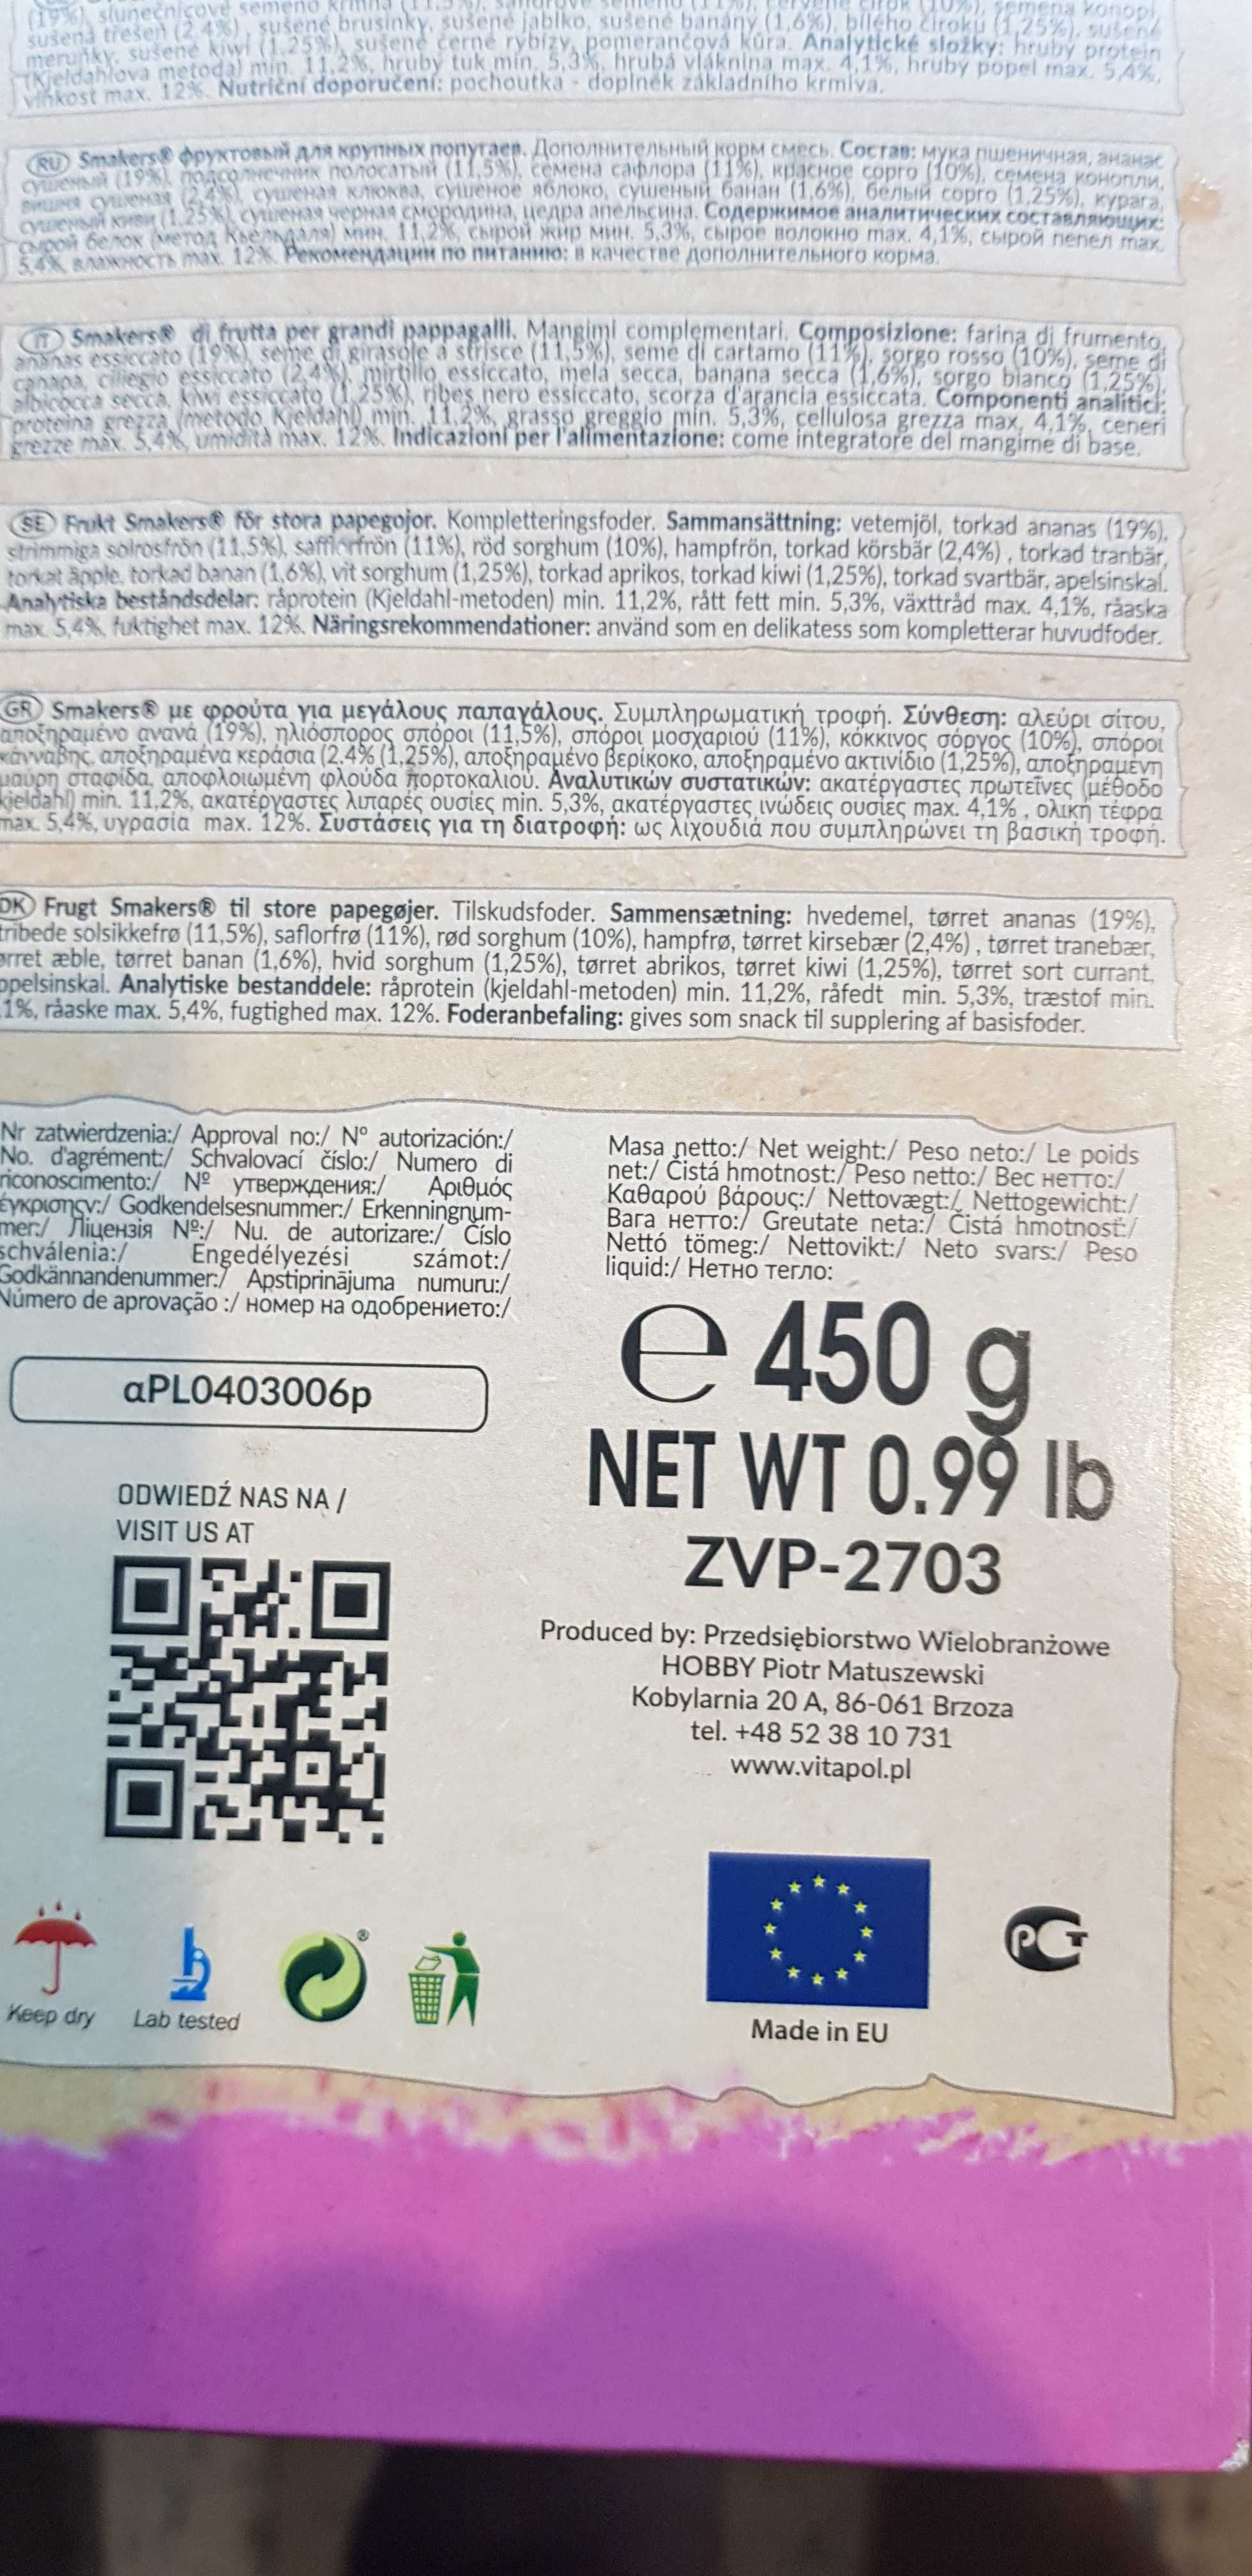 (19%), slunečnicové semeno krmná (11,5%), saflorové semeno (11%), červené čirok (10%), semena konopí,
sušená třešeň (2,4%), sušené brusinky, sušené jablko, sušené banány (1,6%), bílého čiroku (1,25%), sušené
meruňky, sušené kiwi (1,25%), sušené černé rybízy, pomerančová kůra. Analytické složky: hrubý protein
(Kjeldahlova metoda) min. 11,2%, hrubý tuk min. 5,3%, hrubá vláknina max. 4,1%, hrubý popel max. 5,4%,
vlhkost max. 12%. Nutriční doporučení: pochoutka - doplněk základního krmiva.
RU Smakers® фруктовый для крупных попугаев. Дополнительный корм смесь. Состав: мука пшеничная, ананас
сушеный (19%), подсолнечник полосатый (11,5%), семена сафлора (11%), красное сорго (10%), семена конопли,
вишня сушеная (2,4%), сушеная клюква, сушеное яблоко, сушеный банан (1,6%), белый сорго (1,25%), курага,
сушеный киви (1,25%), сушеная черная смородина, цедра апельсина. Содержимое аналитических составляющих:
сырой белок (метод Кьельдаля) мин. 11,2%, сырой жир мин. 5,3%, сырое волокно max. 4,1%, сырой пепел max.
5,4%, влажность max. 12%. Рекомендации по питанию: в качестве дополнительного корма.
IT Smakers® di frutta per grandi pappagalli. Mangimi complementari. Composizione: farina di frumento,
ananas essiccato (19%), seme di girasole a strisce (11,5%), seme di cartamo (11%), sorgo rosso (10%), seme di
canapa, ciliegio essiccato (2,4%), mirtillo essiccato, mela secca, banana secca (1,6%), sorgo bianco (1,25%),
albicocca secca, kiwi essiccato (1,25%), ribes nero essiccato, scorza d'arancia essiccata. Componenti analitici:
proteina grezza (metodo Kjeldahl) min. 11,2%, grasso greggio min. 5,3%, cellulosa grezza max. 4,1%, ceneri
grezze max. 5,4%, umidità max. 12%. Indicazioni per l'alimentazione: come integratore del mangime di base.
SE Frukt Smakers® för stora papegojor. Kompletteringsfoder. Sammansättning: vetemjöl, torkad ananas (19%),
strimmiga solrosfrön (11,5%), safflorfrön (11%), röd sorghum (10%), hampfrön, torkad körsbär (2,4%) , torkad tranbär,
torkat äpple, torkad banan (1,6%), vit sorghum (1,25%), torkad aprikos, torkad kiwi (1,25%), torkad svartbär, apelsinskal.
Analytiska beståndsdelar: råprotein (Kjeldahl-metoden) min. 11,2%, rått fett min. 5,3%, växttråd max. 4,1%, råaska
max. 5,4%, fuktighet max. 12%. Näringsrekommendationer: använd som en delikatess som kompletterar huvudfoder.
GR Smakers® με φρούτα για μεγάλους παπαγάλους. Συμπληρωματική τροφή. Σύνθεση: αλεύρι σίτου,
αποξηραμένο ανανά (19%), ηλιόσπορος σπόροι (11,5%), σπόροι μοσχαριού (11%), κόκκινος σόργος (10%), σπόροι
κάνναβης, αποξηραμένα κεράσια (2.4% (1,25%), αποξηραμένο βερίκοκο, αποξηραμένο ακτινίδιο (1,25%), αποξηραμένη
μαύρη σταφίδα, αποφλοιωμένη φλούδα πορτοκαλιού. Αναλυτικών συστατικών: ακατέργαστες πρωτεΐνες (μέθοδο
kjeldahl) min. 11,2%, ακατέργαστες λιπαρές ουσίες min. 5,3%, ακατέργαστες ινώδεις ουσίες max. 4,1% , ολική τέφρα
max. 5,4%, υγρασία max. 12%. Συστάσεις για τη διατροφή: ως λιχουδιά που συμπληρώνει τη βασική τροφή.
DK Frugt Smakers® til store papegøjer. Tilskudsfoder. Sammensætning: hvedemel, tørret ananas (19%),
tribede solsikkefrø (11,5%), saflorfrø (11%), rød sorghum (10%), hampfrø, tørret kirsebær (2,4%) , tørret tranebær,
ørret æble, tørret banan (1,6%), hvid sorghum (1,25%), tørret abrikos, tørret kiwi (1,25%), tørret sort currant,
ppelsinskal. Analytiske bestanddele: råprotein (kjeldahl-metoden) min. 11,2%, råfedt min. 5,3%, træstof min.
.1%, råaske max. 5,4%, fugtighed max. 12%. Foderanbefaling: gives som snack til supplering af basisfoder.
Nr zatwierdzenia:/ Approval no:/ N° autorización:/
No. d'agrément:/ Schvalovací číslo:/ Numero di
riconoscimento:/ Nº утверждения:/ Αριθμός
έγκρισης:/ Godkendelsesnummer:/ Erkenningnum-
mer:/ Ліцензія №:/ Nu. de autorizare:/ Číslo
schválenia:/ Engedélyezési számot:/
Godkännandenummer:/ Apstiprinājuma numuru:/
Número de aprovação :/ номер на одобрението:/
aPL0403006p
ODWIEDŹ NAS NA /
VISIT US AT
Keep dry
Lab tested
Masa netto:/ Net weight:/ Peso neto:/ Le poids
net:/ Čistá hmotnost:/ Peso netto:/ Вес нетто:/
Καθαρού βάρους:/ Nettovægt:/ Nettogewicht:/
Вага нетто:/ Greutate neta:/ Čistá hmotnosť:/
Nettó tömeg:/ Nettovikt:/ Neto svars:/ Peso
liquid:/ Нетно тегло:
e 450 g
NET WT 0.99 lb
ZVP-2703
Produced by: Przedsiębiorstwo Wielobranżowe
HOBBY Piotr Matuszewski
Kobylarnia 20 A, 86-061 Brzoza
tel. +48 52 38 10 731
www.vitapol.pl
Made in EU
PCT